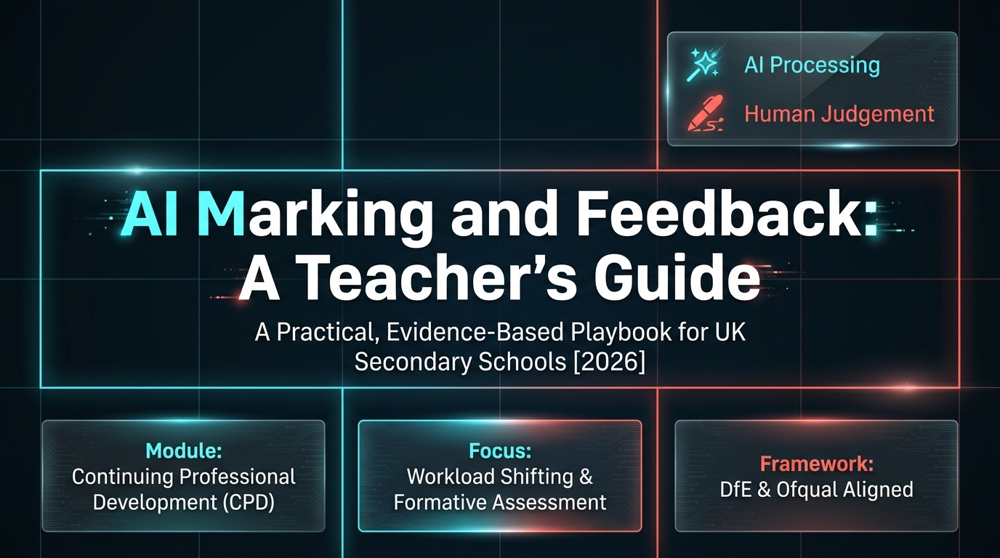 AI Processing
Human Judgement
AI Marking and Feedback:
A Teacher’s Guide
A Practical, Evidence-Based Playbook for UK
Secondary Schools [2026]
Module:
Continuing Professional
Development (CPD)
Focus:
Workload Shifting &
Formative Assessment
Framework:
DfE & Ofqual Aligned